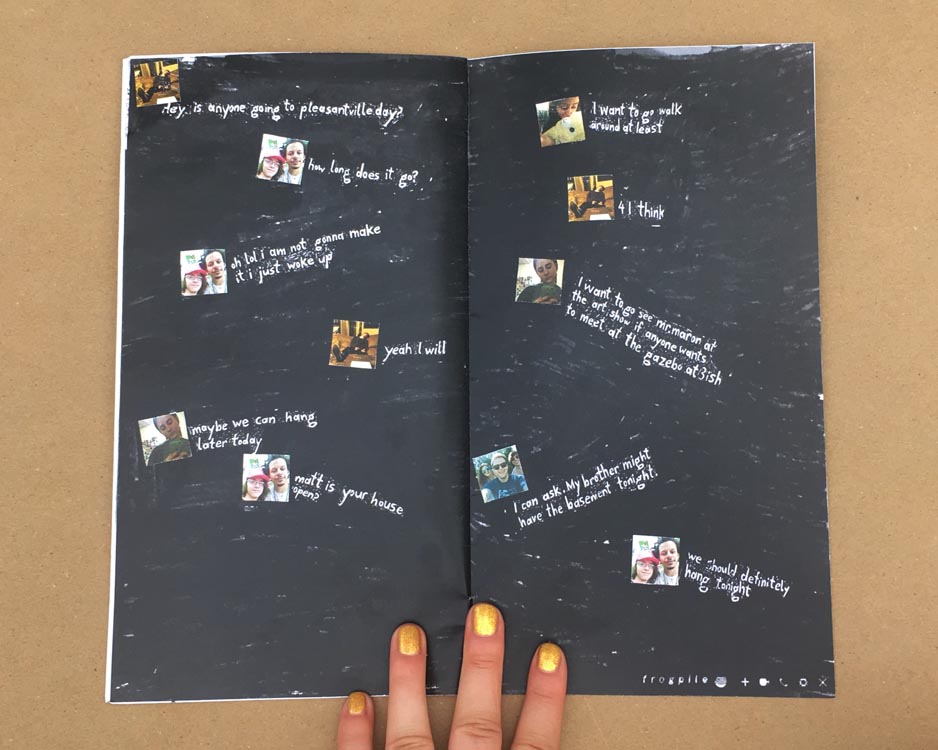 Hey, is anyone going to pleasantville day?
how long does it go?
oh lol i am not gonna make
it i just woke up
yeah I will
maybe we can hang
later today
matt is your house
open?
I want to go walk
around at least
4 I think
I want to go see mr. maron at
the art show if anyone wants
to meet at the gazebo at 3ish
I can ask. My brother might
have the basement tonight.
we should definitely
hang tonight
frogpile